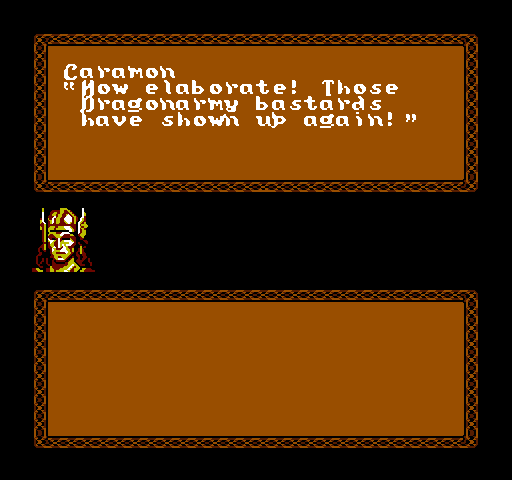 Caramon
“How elaborate! Those
Dragonarmy bastards
have shown up again!”